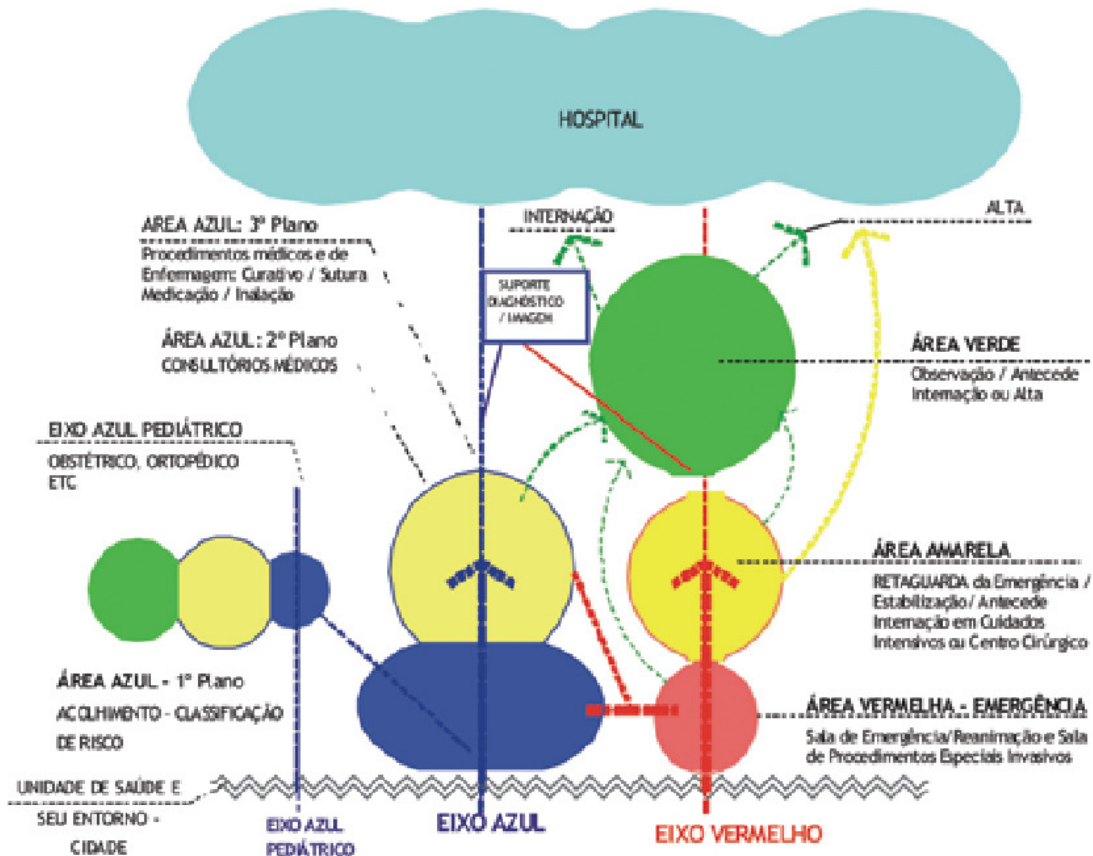 HOSPITAL
INTERNAÇÃO
ALTA
AREA AZUL: 3º Plano
Procedimentos médicos e de
Enfermagem: Curativo / Sutura
Medicação / Inalação
SUPORTE
DIAGNÓSTICO
/ IMAGEM
ÁREA AZUL: 2º Plano
CONSULTÓRIOS MÉDICOS
ÁREA VERDE
Observação / Antecede
Internação ou Alta
EIXO AZUL PEDIÁTRICO
OBSTÉTRICO, ORTOPÉDICO
ETC
ÁREA AMARELA
RETAGUARDA da Emergência /
Estabilização / Antecede
Internação em Cuidados
Intensivos ou Centro Cirúrgico
ÁREA AZUL - 1º Plano
ACOLHIMENTO - CLASSIFICAÇÃO
DE RISCO
ÁREA VERMELHA - EMERGÊNCIA
Sala de Emergência/Reanimação e Sala
de Procedimentos Especiais Invasivos
UNIDADE DE SAÚDE E
SEU ENTORNO -
CIDADE
EIXO AZUL
PEDIÁTRICO
EIXO AZUL
EIXO VERMELHO